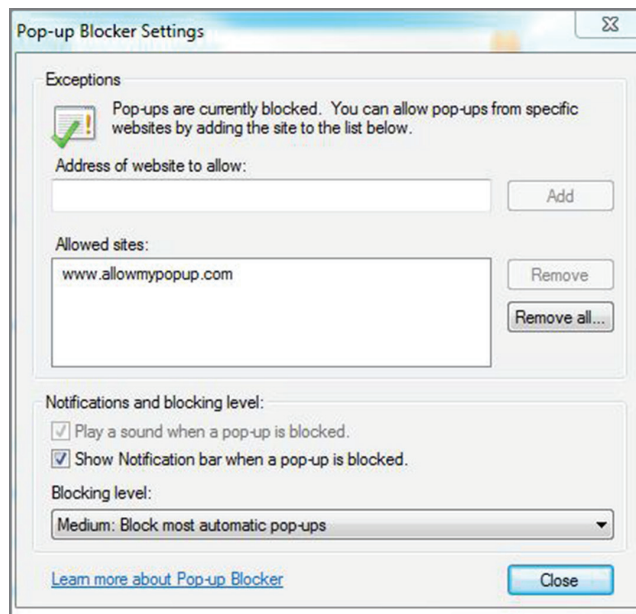 Pop-up Blocker Settings
Exceptions
Pop-ups are currently blocked. You can allow pop-ups from specific
websites by adding the site to the list below.
Address of website to allow:
Add
Allowed sites:
www.allowmypopup.com
Remove
Remove all...
Notifications and blocking level:
Play a sound when a pop-up is blocked.
Show Notification bar when a pop-up is blocked.
Blocking level:
Medium: Block most automatic pop-ups
Learn more about Pop-up Blocker
Close